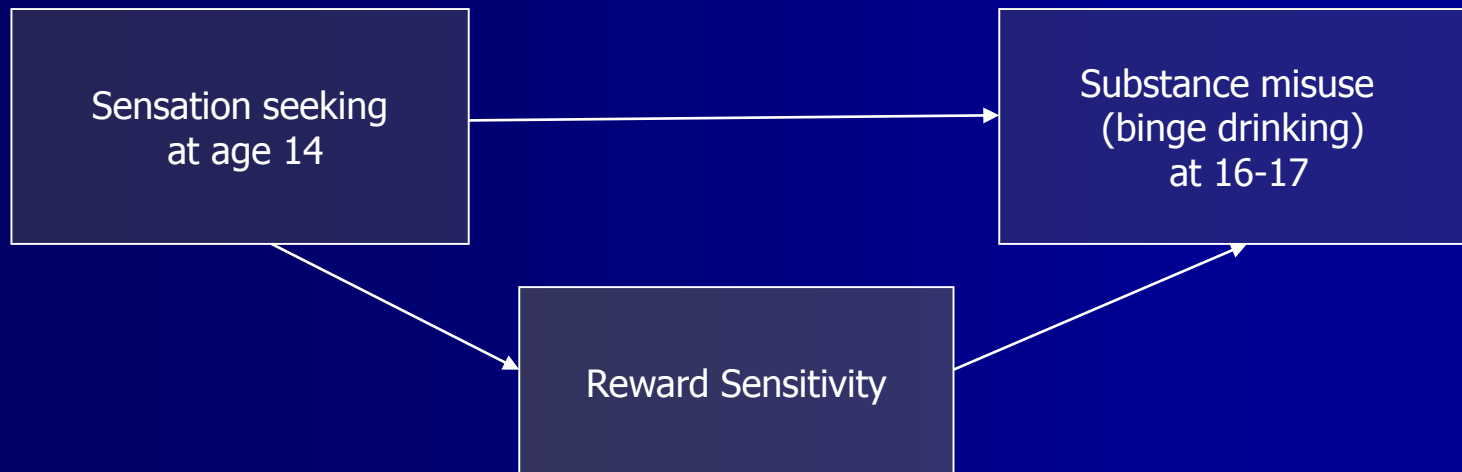 Sensation seeking
at age 14
Substance misuse
(binge drinking)
at 16-17
Reward Sensitivity